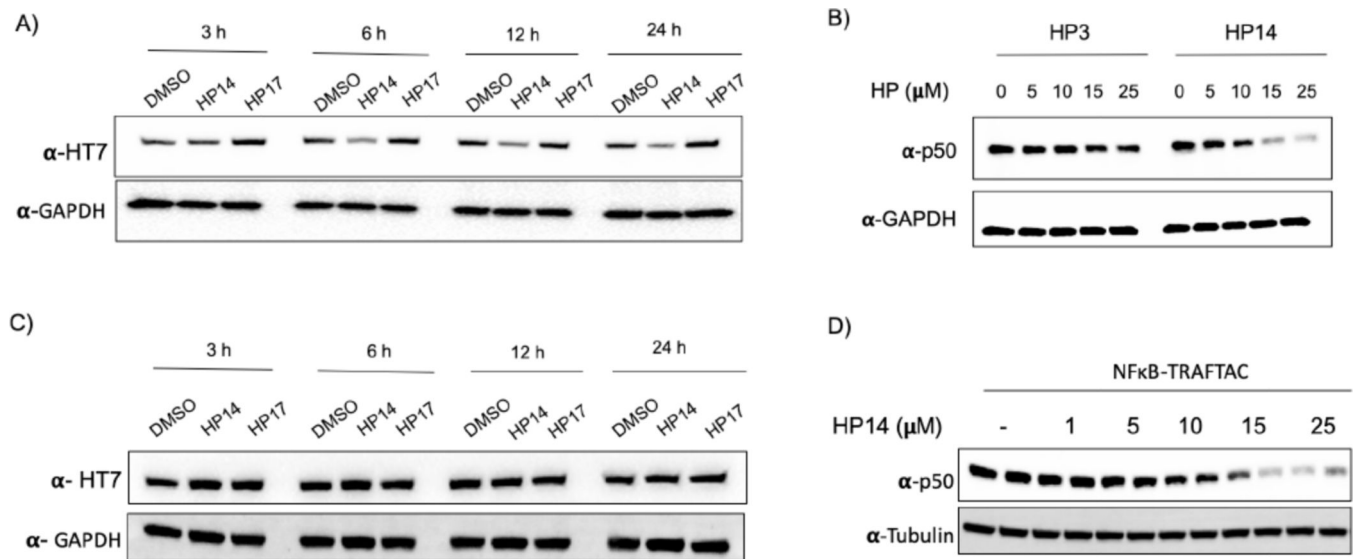 A)
3 h 6 h 12 h 24 h
DMSO HP14 HP17 DMSO HP14 HP17 DMSO HP14 HP17 DMSO HP14 HP17
α-HT7
α-GAPDH
B)
HP3 HP14
HP (μM) 0 5 10 15 25 0 5 10 15 25
α-p50
α-GAPDH
C)
3 h 6 h 12 h 24 h
DMSO HP14 HP17 DMSO HP14 HP17 DMSO HP14 HP17 DMSO HP14 HP17
α- HT7
α- GAPDH
D)
NFκB-TRAFTAC
HP14 (μM) - 1 5 10 15 25
α-p50
α-Tubulin